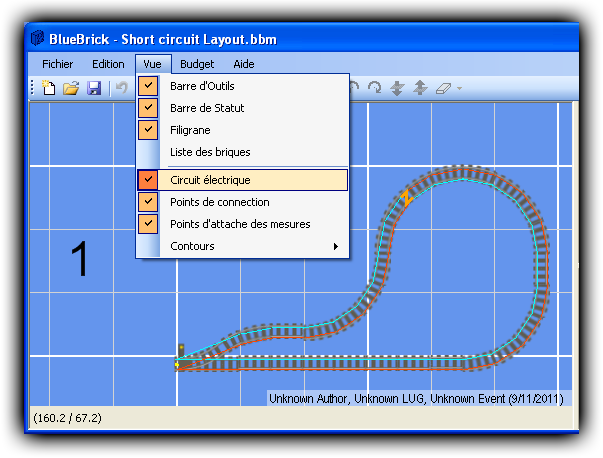 BlueBrick - Short circuit Layout.bbm
Fichier Edition Vue Budget Aide
Barre d'Outils
Barre de Statut
Filigrane
Liste des briques
Circuit électrique
Points de connection
Points d'attache des mesures
Contours
1
Unknown Author, Unknown LUG, Unknown Event (9/11/2011)
(160.2 / 67.2)